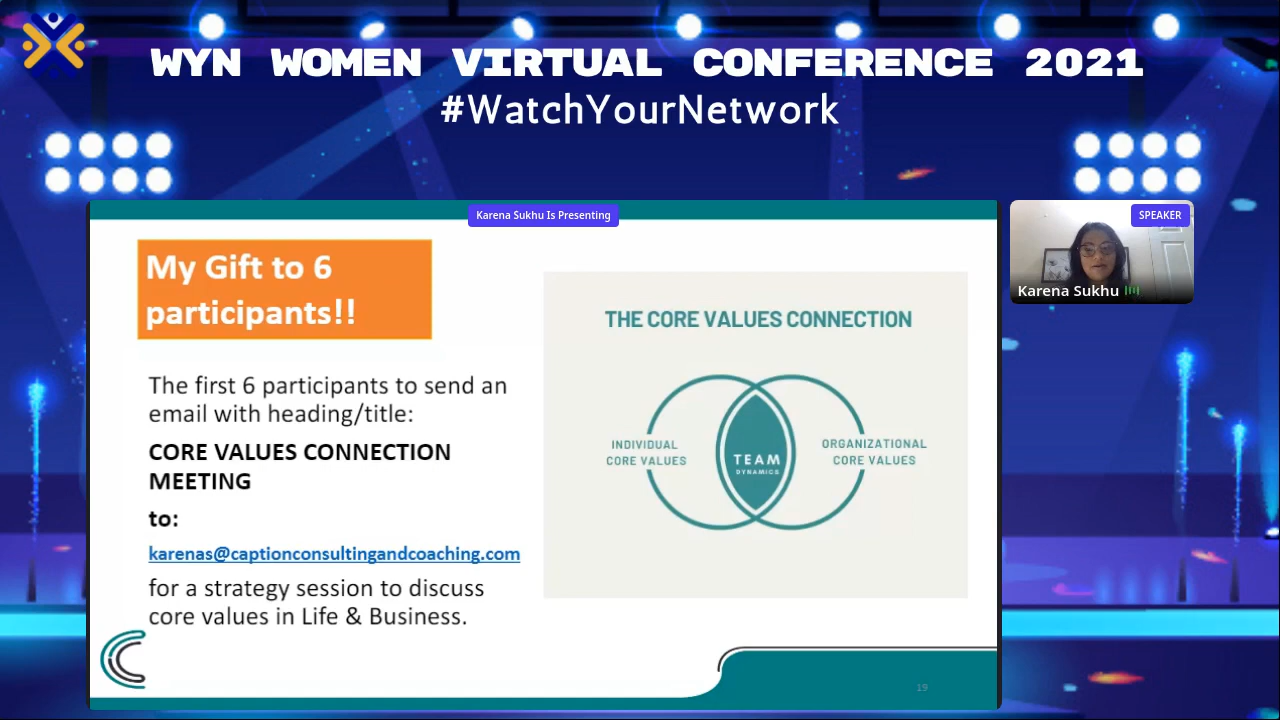 WYN WOMEN VIRTUAL CONFERENCE 2021
#WatchYourNetwork
Karena Sukhu Is Presenting
SPEAKER
Karena Sukhu
My Gift to 6
participants!!
The first 6 participants to send an
email with heading/title:
CORE VALUES CONNECTION
MEETING
to:
karenas@captionconsultingandcoaching.com
for a strategy session to discuss
core values in Life & Business.
THE CORE VALUES CONNECTION
INDIVIDUAL
CORE VALUES
TEAM
DYNAMICS
ORGANIZATIONAL
CORE VALUES
19